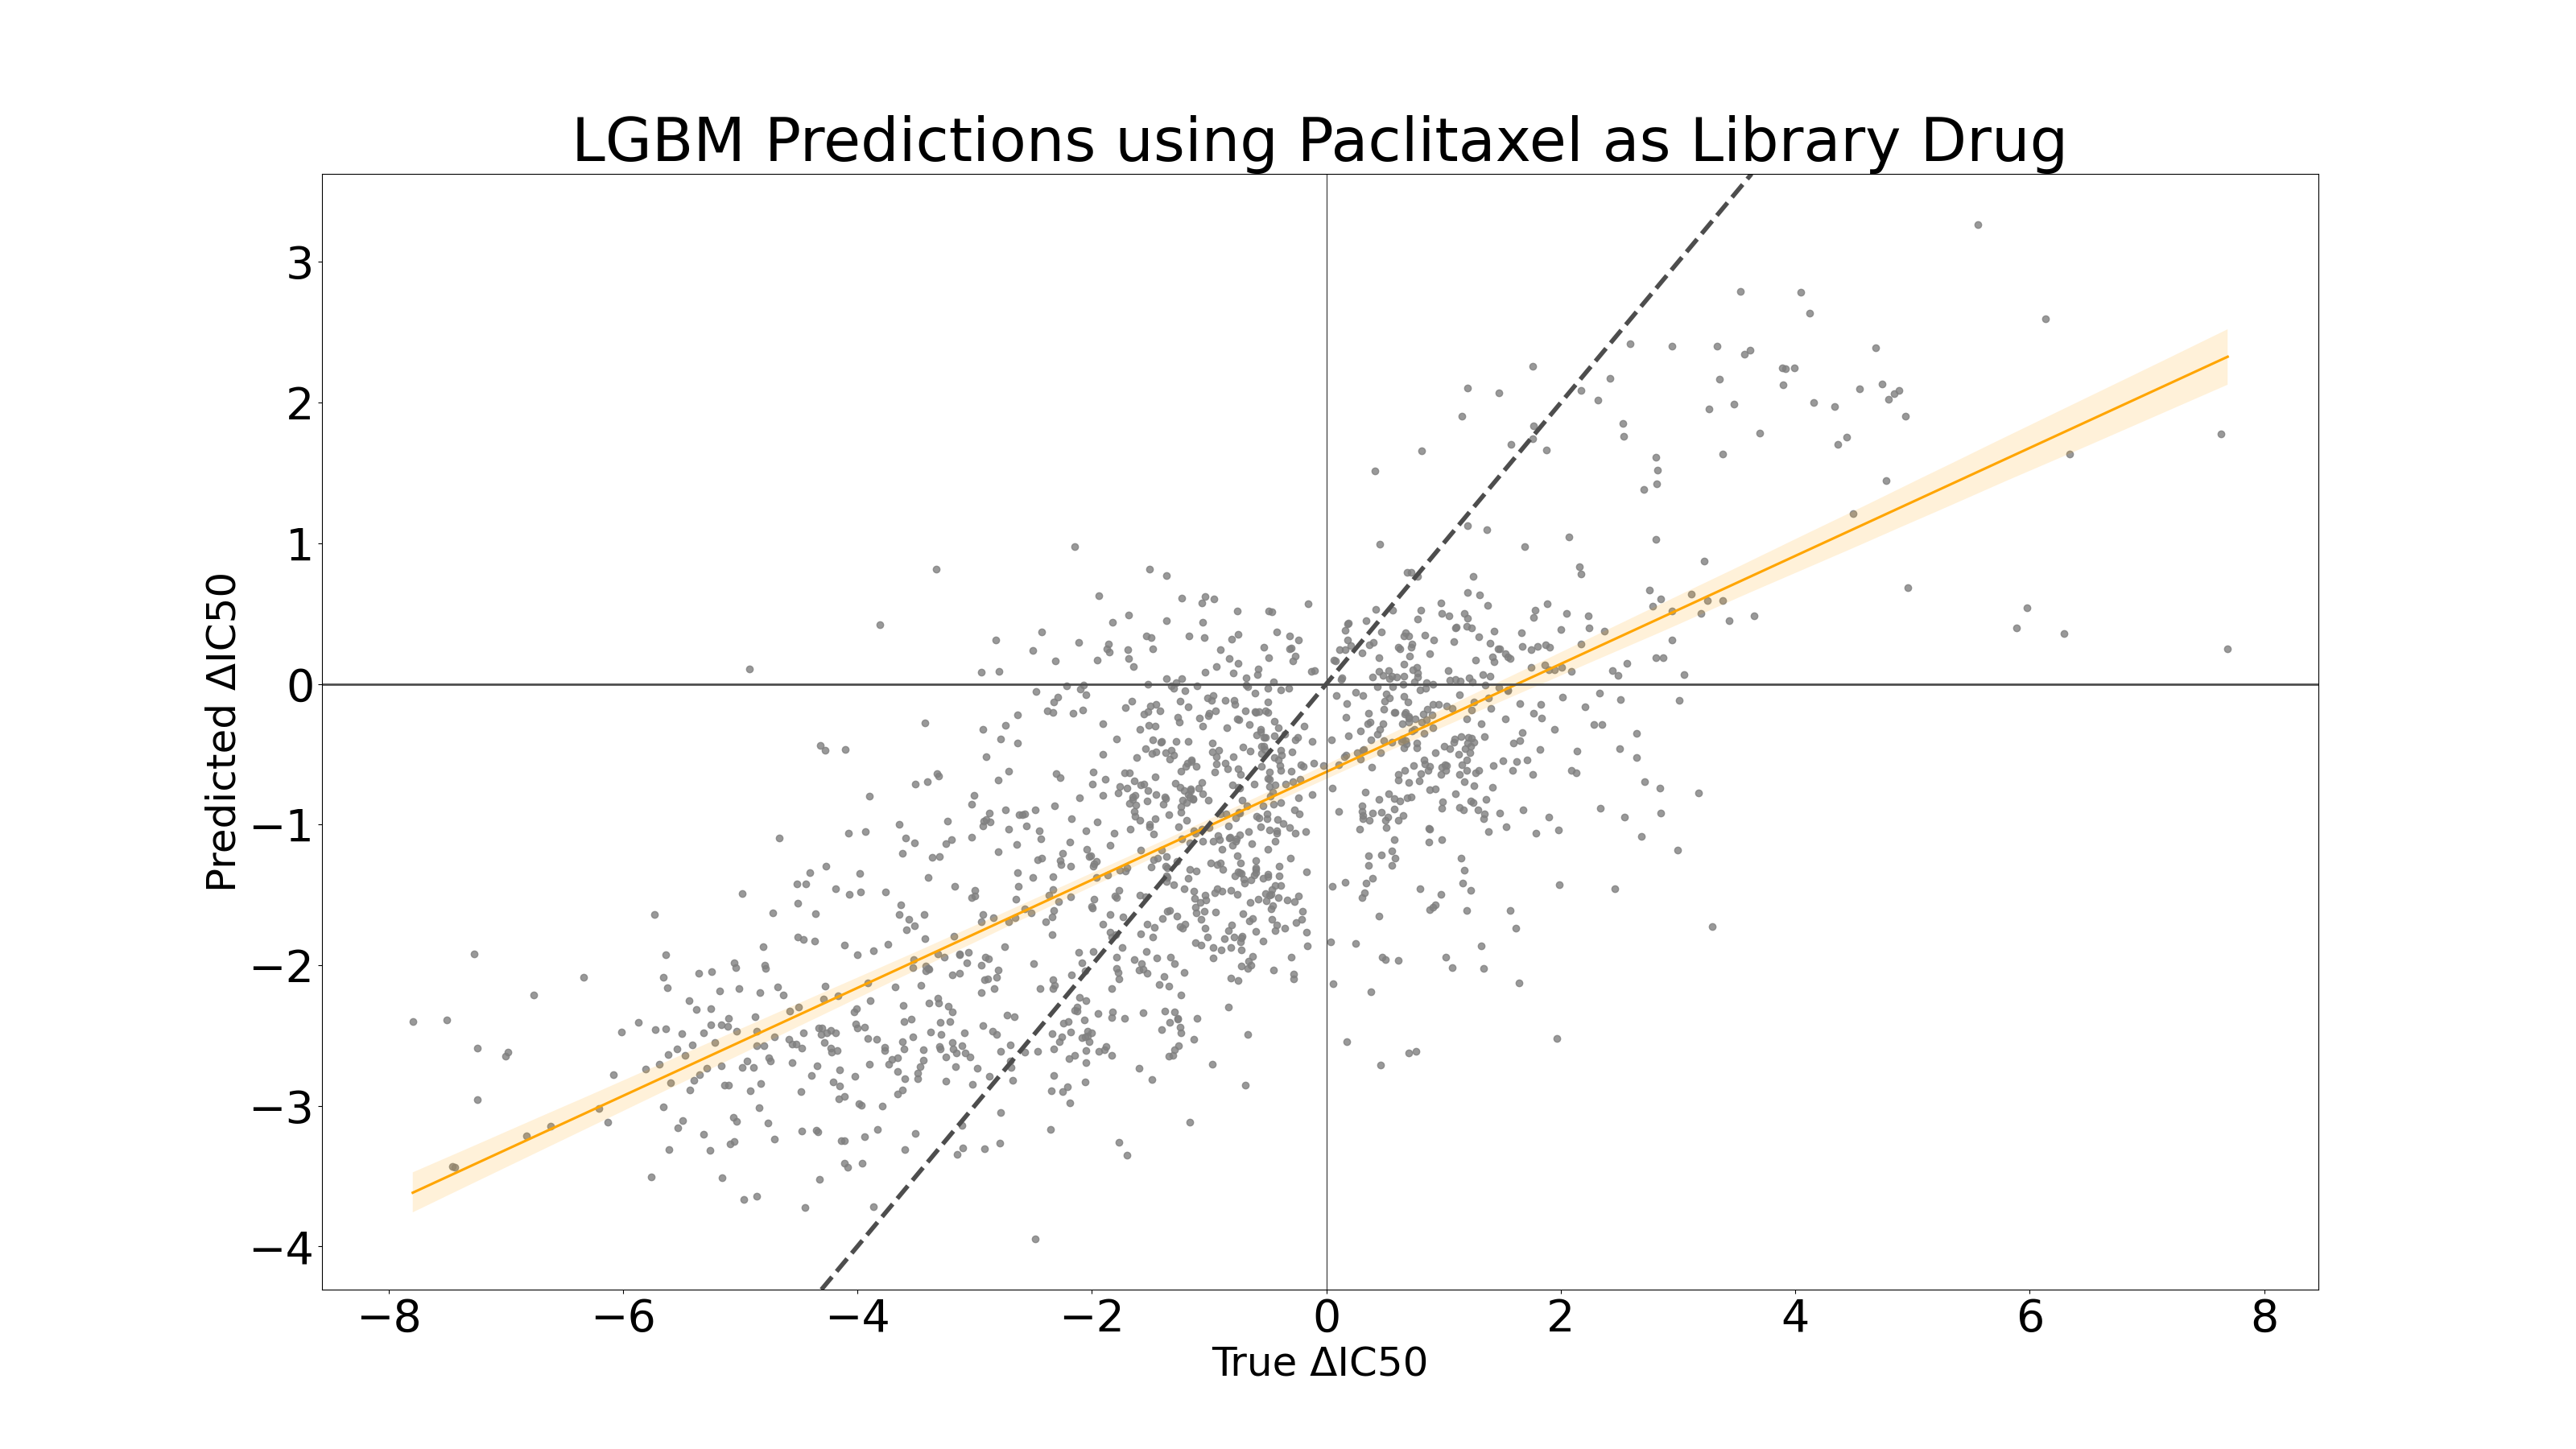 LGBM Predictions using Paclitaxel as Library Drug
3
2
1
0
−1
−2
−3
−4
Predicted ΔIC50
−8 −6 −4 −2 0 2 4 6 8
True ΔIC50